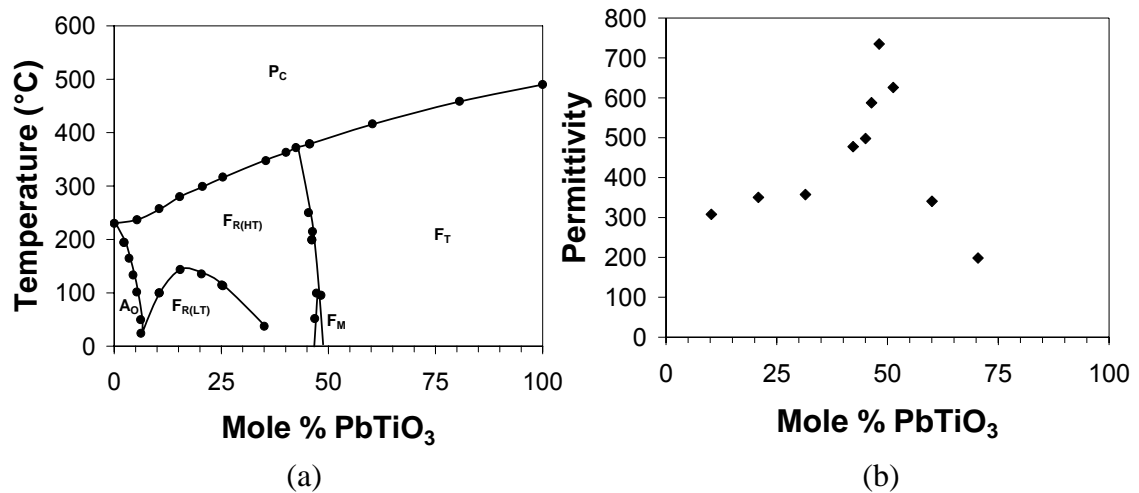 600
500
400
300
200
100
0
Temperature (°C)
P_C
F_R(HT)
F_T
A_O
F_R(LT)
F_M
0 25 50 75 100
Mole % PbTiO₃
(a)
800
700
600
500
400
300
200
100
0
Permittivity
0 25 50 75 100
Mole % PbTiO₃
(b)